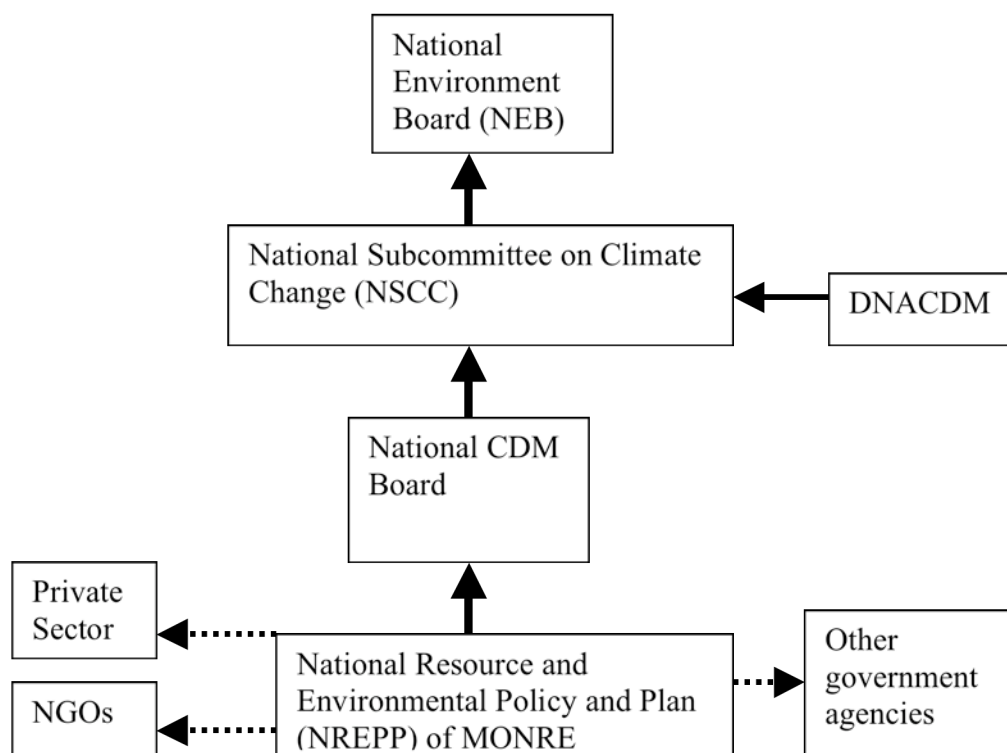 National
Environment
Board (NEB)
National Subcommittee on Climate
Change (NSCC)
DNACDM
National CDM
Board
Private
Sector
NGOs
National Resource and
Environmental Policy and Plan
(NREPP) of MONRE
Other
government
agencies